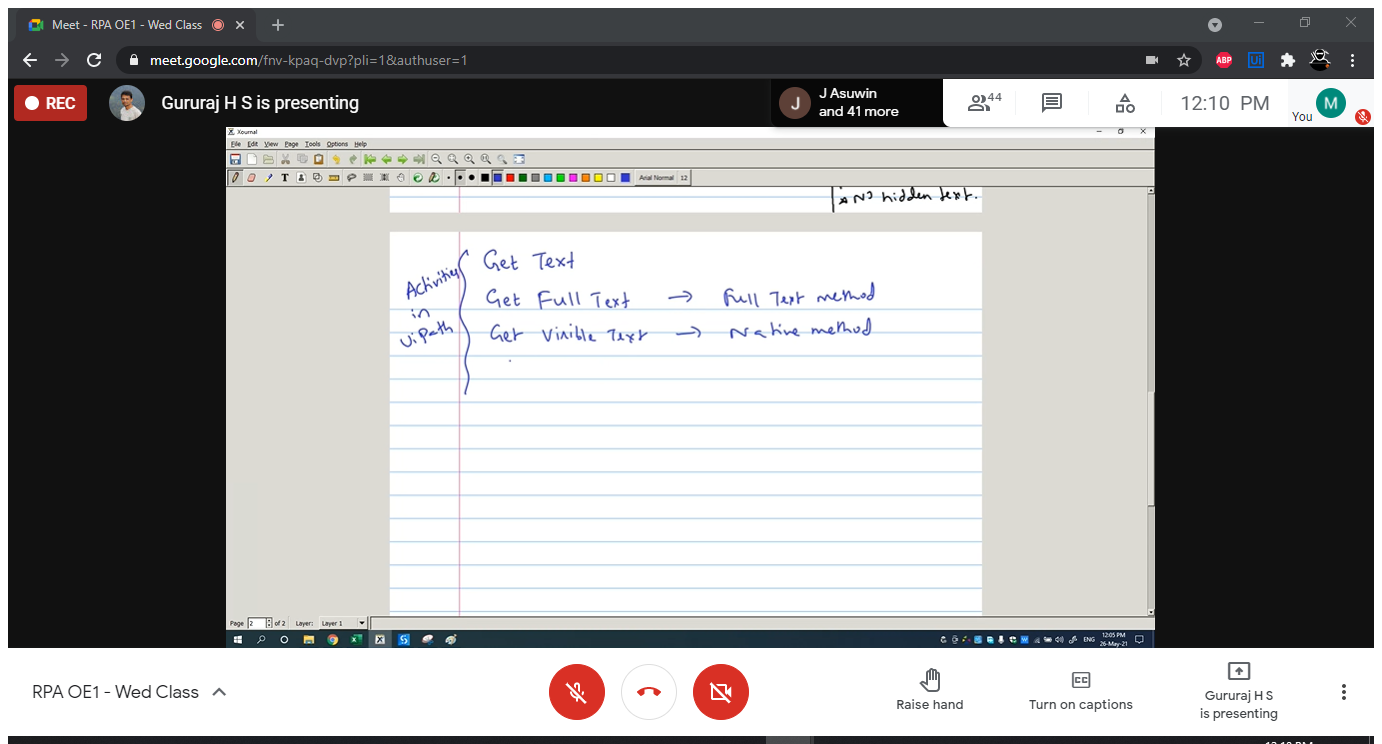 Meet - RPA OE1 - Wed Class
meet.google.com/fnv-kpaq-dvp?pli=1&authuser=1
ABP
REC
Gururaj H S is presenting
J
J Asuwin
and 41 more
44
12:10 PM
You
M
Xournal
File Edit View Page Tools Options Help
T
Arial Normal 12
No hidden text.
Activities
in
UiPath
Get Text
Get Full Text → Full Text method
Get Visible Text → Native method
Page 2 of 2 Layer: Layer 1
ENG
12:05 PM
26-May-21
RPA OE1 - Wed Class
Raise hand
CC
Turn on captions
Gururaj H S
is presenting